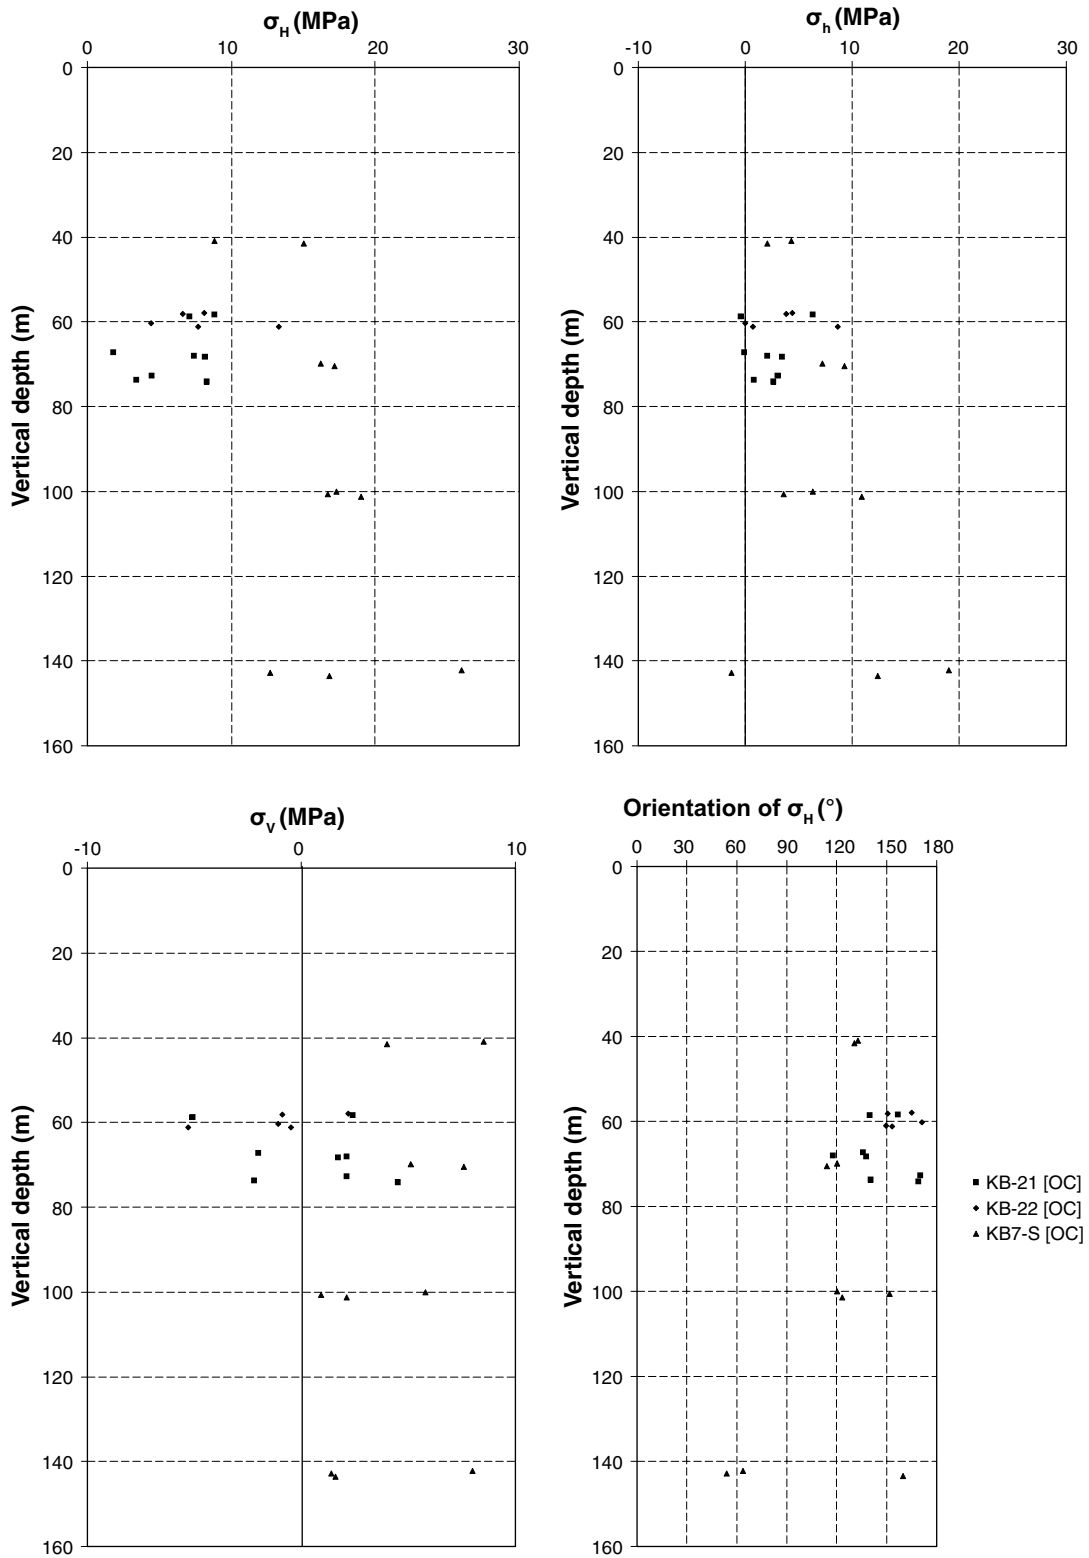 σH (MPa)
0 10 20 30
0
20
40
60
80
100
120
140
160
Vertical depth (m)
σh (MPa)
-10 0 10 20 30
0
20
40
60
80
100
120
140
160
Vertical depth (m)
σV (MPa)
-10 0 10
0
20
40
60
80
100
120
140
160
Vertical depth (m)
Orientation of σH (°)
0 30 60 90 120 150 180
0
20
40
60
80
100
120
140
160
Vertical depth (m)
KB-21 [OC]
KB-22 [OC]
KB7-S [OC]